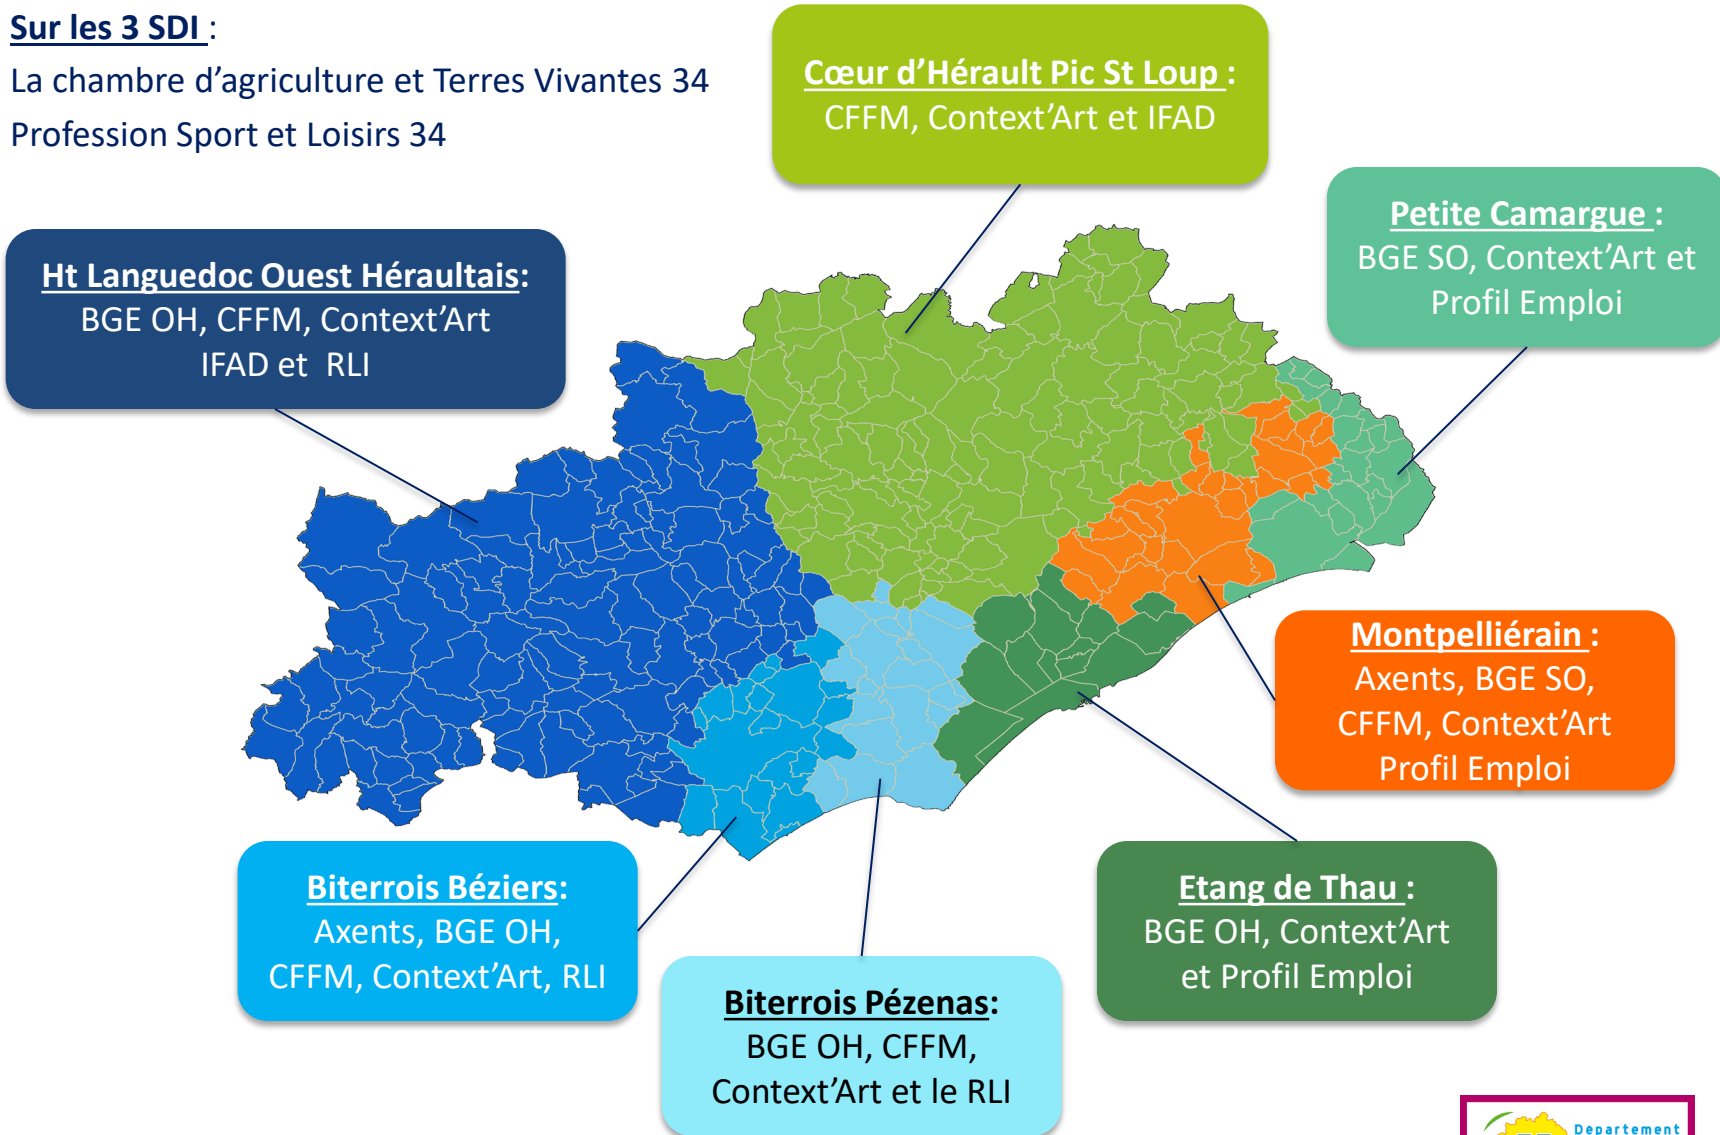 Sur les 3 SDI :
La chambre d’agriculture et Terres Vivantes 34
Profession Sport et Loisirs 34
Cœur d’Hérault Pic St Loup :
CFFM, Context’Art et IFAD
Petite Camargue :
BGE SO, Context’Art et
Profil Emploi
Ht Languedoc Ouest Héraultais:
BGE OH, CFFM, Context’Art
IFAD et RLI
Montpelliérain :
Axents, BGE SO,
CFFM, Context’Art
Profil Emploi
Biterrois Béziers:
Axents, BGE OH,
CFFM, Context’Art, RLI
Etang de Thau :
BGE OH, Context’Art
et Profil Emploi
Biterrois Pézenas:
BGE OH, CFFM,
Context’Art et le RLI
Departement